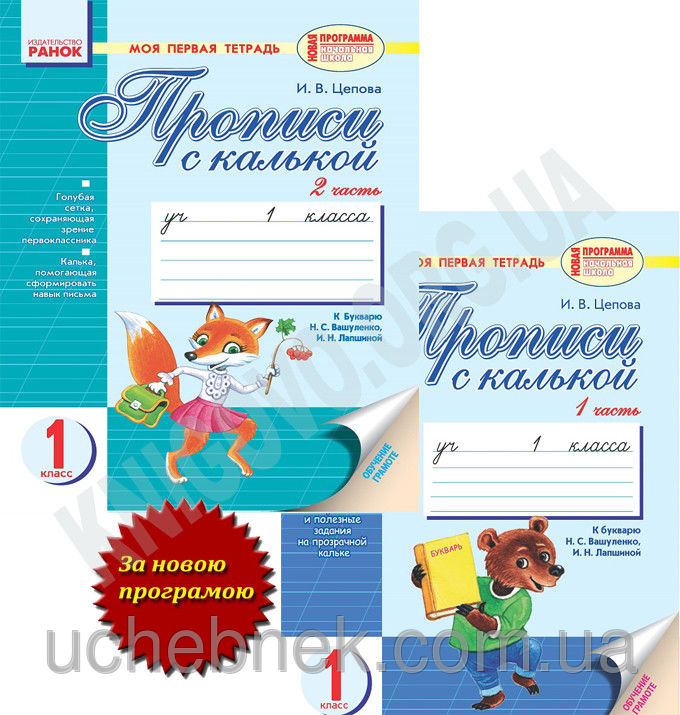 ИЗДАТЕЛЬСТВО
РАНОК
МОЯ ПЕРВАЯ ТЕТРАДЬ
НОВАЯ ПРОГРАММА
начальная
школа
И. В. Цепова
Прописи
с калькой
2 часть
уч 1 класса
Голубая
сетка,
сохраняющая
зрение
первоклассника
Калька,
помогающая
сформировать
навык письма
К Букварю
Н. С. Вашуленко,
И. Н. Лапшиной
1
КЛАСС
ОБУЧЕНИЕ
ГРАМОТЕ
МОЯ ПЕРВАЯ ТЕТРАДЬ
НОВАЯ ПРОГРАММА
начальная
школа
И. В. Цепова
Прописи
с калькой
1 часть
уч 1 класса
и полезные
задания
на прозрачной
кальке
К букварю
Н. С. Вашуленко,
И. Н. Лапшиной
БУКВАРЬ
1
КЛАСС
ОБУЧЕНИЕ
ГРАМОТЕ
За новою
програмою
KNIGOVO.ORG.UA
uchebnek.com.ua